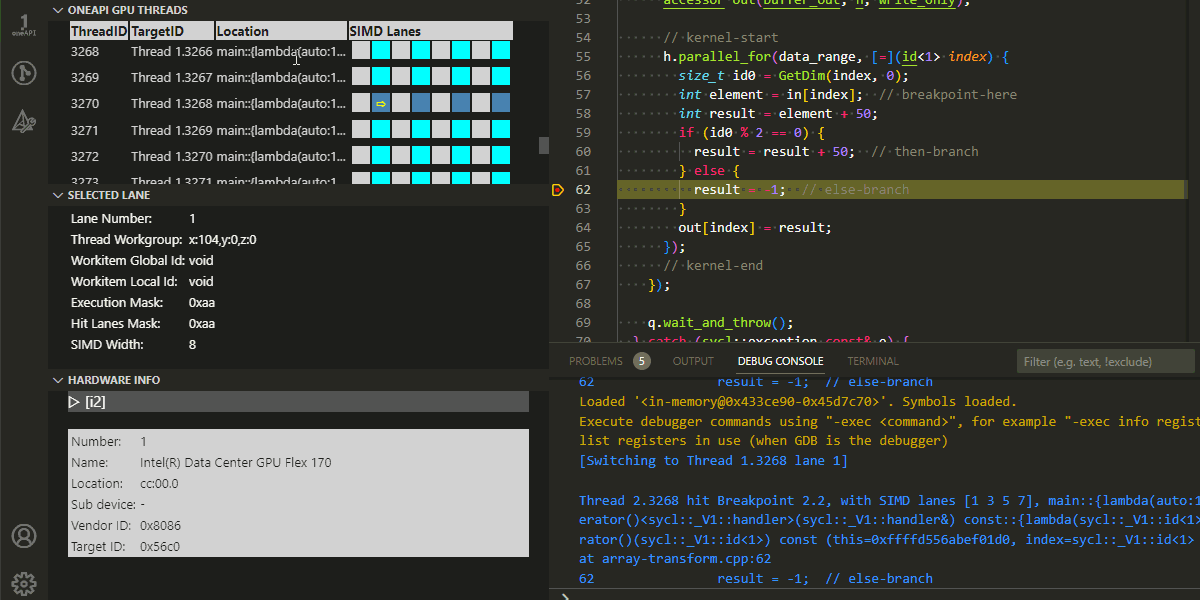 1
oneAPI
ONEAPI GPU THREADS
ThreadID TargetID Location SIMD Lanes
3268 Thread 1.3266 main::{lambda(auto:1...
3269 Thread 1.3267 main::{lambda(auto:1...
3270 Thread 1.3268 main::{lambda(auto:1...
3271 Thread 1.3269 main::{lambda(auto:1...
3272 Thread 1.3270 main::{lambda(auto:1...
3273 Thread 1.3271 main::{lambda(auto:1...
SELECTED LANE
Lane Number: 1
Thread Workgroup: x:104,y:0,z:0
Workitem Global Id: void
Workitem Local Id: void
Execution Mask: 0xaa
Hit Lanes Mask: 0xaa
SIMD Width: 8
HARDWARE INFO
[i2]
Number: 1
Name: Intel(R) Data Center GPU Flex 170
Location: cc:00.0
Sub device: -
Vendor ID: 0x8086
Target ID: 0x56c0
52 accessor out(buffer_out, h, write_only);
53
54 // kernel-start
55 h.parallel_for(data_range, [=](id<1> index) {
56 size_t id0 = GetDim(index, 0);
57 int element = in[index]; // breakpoint-here
58 int result = element + 50;
59 if (id0 % 2 == 0) {
60 result = result + 50; // then-branch
61 } else {
62 result = -1; // else-branch
63 }
64 out[index] = result;
65 });
66 // kernel-end
67 });
68
69 q.wait_and_throw();
70 } catch (sycl::exception const& e) {
PROBLEMS 5 OUTPUT DEBUG CONSOLE TERMINAL Filter (e.g. text, !exclude)
62 result = -1; // else-branch
Loaded '<in-memory@0x433ce90-0x45d7c70>'. Symbols loaded.
Execute debugger commands using "-exec <command>", for example "-exec info regist
list registers in use (when GDB is the debugger)
[Switching to Thread 1.3268 lane 1]
Thread 2.3268 hit Breakpoint 2.2, with SIMD lanes [1 3 5 7], main::{lambda(auto:1
erator()<sycl::_V1::handler>(sycl::_V1::handler&) const::{lambda(sycl::_V1::id<1>
rator()(sycl::_V1::id<1>) const (this=0xffffd556abef01d0, index=sycl::_V1::id<1>
at array-transform.cpp:62
62 result = -1; // else-branch